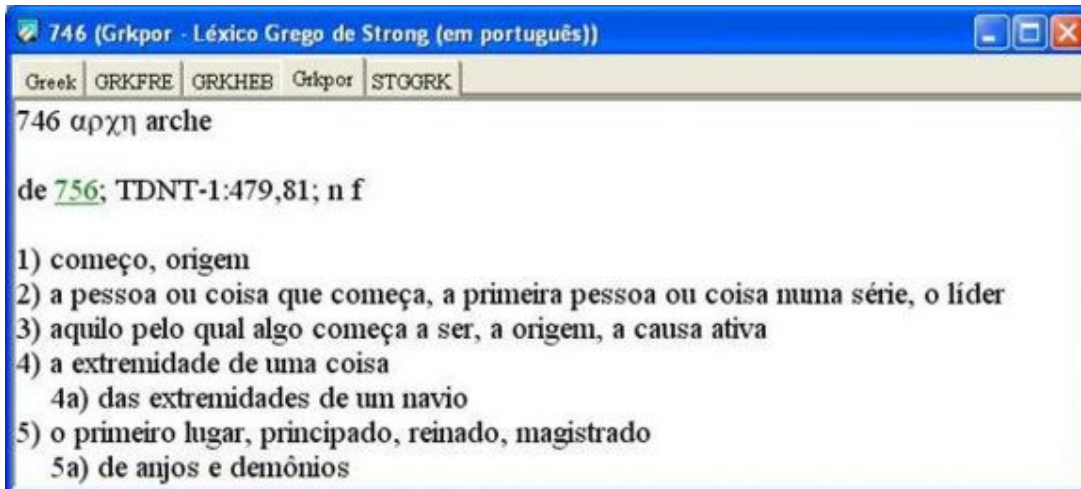 746 (Grkpor - Léxico Grego de Strong (em português))
Greek GRKFRE GRKHEB Grkpor STGGRK
746 αρχη arche
de 756; TDNT-1:479,81; n f
1) começo, origem
2) a pessoa ou coisa que começa, a primeira pessoa ou coisa numa série, o líder
3) aquilo pelo qual algo começa a ser, a origem, a causa ativa
4) a extremidade de uma coisa
4a) das extremidades de um navio
5) o primeiro lugar, principado, reinado, magistrado
5a) de anjos e demônios